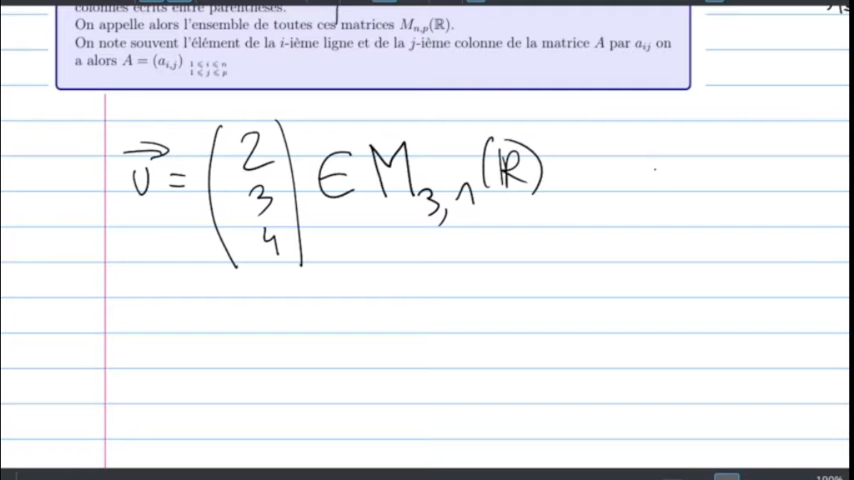 colonnes écrits entre parenthèses.
On appelle alors l'ensemble de toutes ces matrices Mn,p(ℝ).
On note souvent l'élément de la i-ième ligne et de la j-ième colonne de la matrice A par aij on
a alors A = (ai,j) 1⩽i⩽n
1⩽j⩽p
U⃗ = (2 3 4) ∈ M3,1(ℝ)
100%